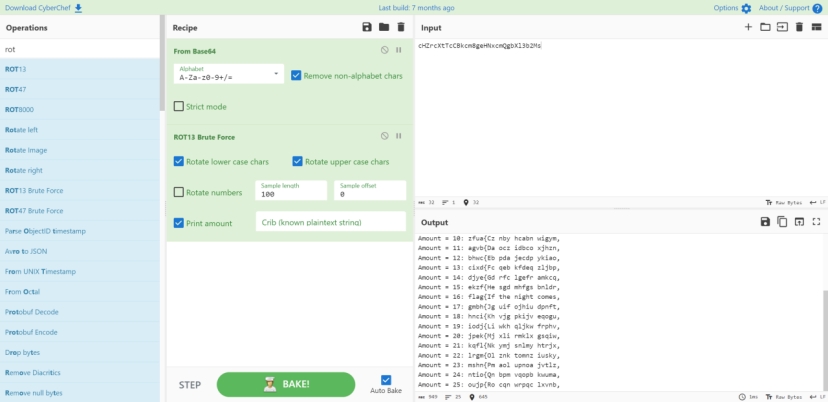 Download CyberChef
Last build: 7 months ago
Options
About / Support
Operations
rot
ROT13
ROT47
ROT8000
Rotate left
Rotate Image
Rotate right
ROT13 Brute Force
ROT47 Brute Force
Parse ObjectID timestamp
Avro to JSON
From UNIX Timestamp
From Octal
Protobuf Decode
Protobuf Encode
Drop bytes
Remove Diacritics
Remove null bytes
Recipe
From Base64
Alphabet
A-Za-z0-9+/=
Remove non-alphabet chars
Strict mode
ROT13 Brute Force
Rotate lower case chars
Rotate upper case chars
Rotate numbers
Sample length
100
Sample offset
0
Print amount
Crib (known plaintext string)
STEP
BAKE!
Auto Bake
Input
32
1
32
Raw Bytes
LF
Output
Amount = 10: zfua{Cz nby hcabn wigym,
Amount = 11: agvb{Da ocz idbco xjhzn,
Amount = 12: bhwc{Eb pda jecdp ykiao,
Amount = 13: cixd{Fc qeb kfdeq zljbp,
Amount = 14: djye{Gd rfc lgefr amkcq,
Amount = 15: ekzf{He sgd mhfgs bnldr,
Amount = 16: flag{If the night comes,
Amount = 17: gmbh{Jg uif ojhiu dpnft,
Amount = 18: hnci{Kh vjg pkijv eqogu,
Amount = 19: iodj{Li wkh qljkw frphv,
Amount = 20: jpek{Mj xli rmklx gsqiw,
Amount = 21: kqfl{Nk ymj snlmy htrjx,
Amount = 22: lrgm{Ol znk tomnz iusky,
Amount = 23: mshn{Pm aol upnoa jvtlz,
Amount = 24: ntio{Qn bpm vqopb kwuma,
Amount = 25: oujp{Ro cqn wrpqc lxvnb,
25
645
1ms
Raw Bytes
LF